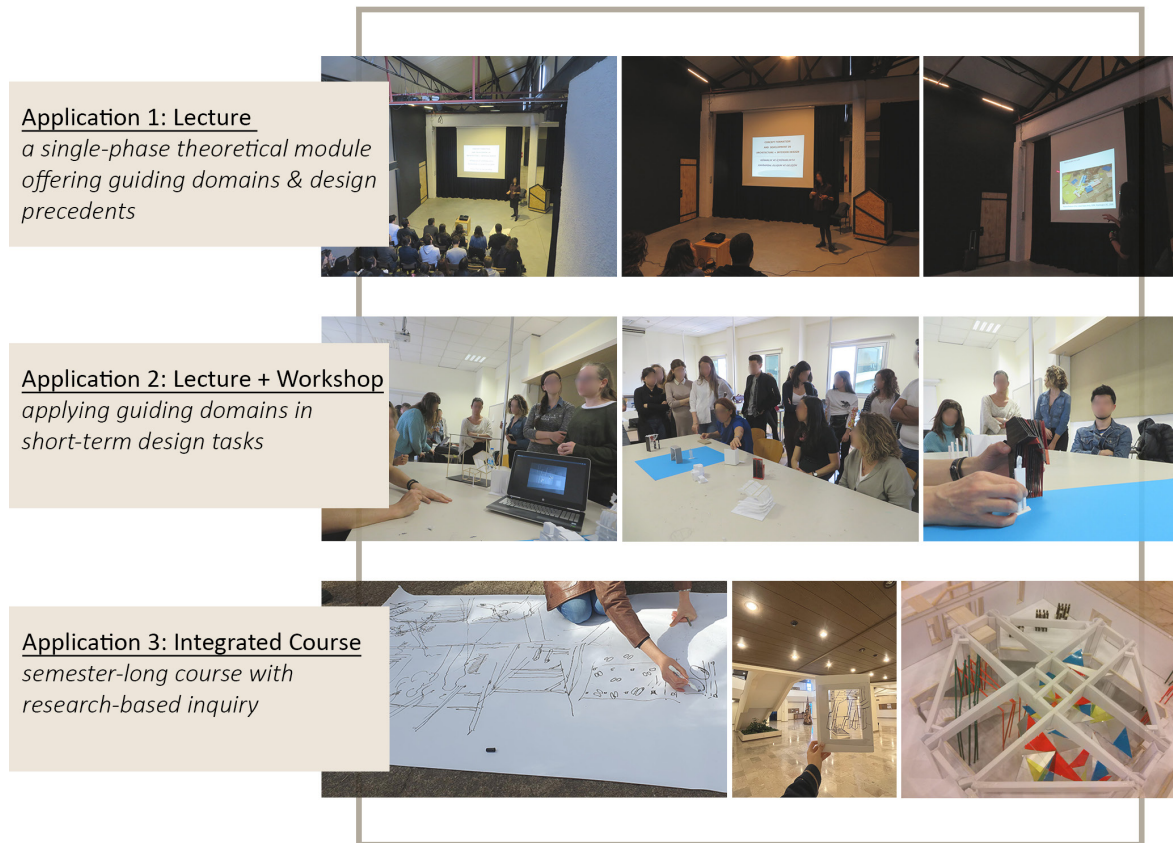 Application 1: Lecture
a single-phase theoretical module
offering guiding domains & design
precedents
Application 2: Lecture + Workshop
applying guiding domains in
short-term design tasks
Application 3: Integrated Course
semester-long course with
research-based inquiry